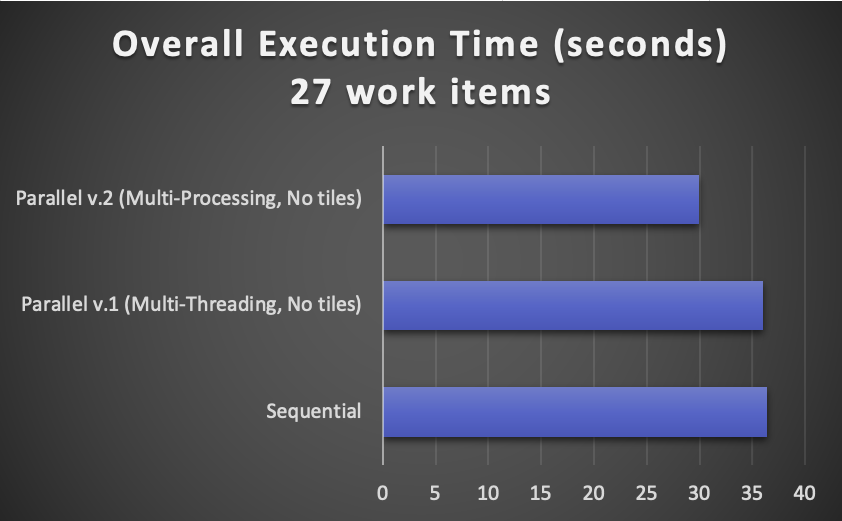 Overall Execution Time (seconds)
27 work items
Parallel v.2 (Multi-Processing, No tiles)
Parallel v.1 (Multi-Threading, No tiles)
Sequential
0 5 10 15 20 25 30 35 40